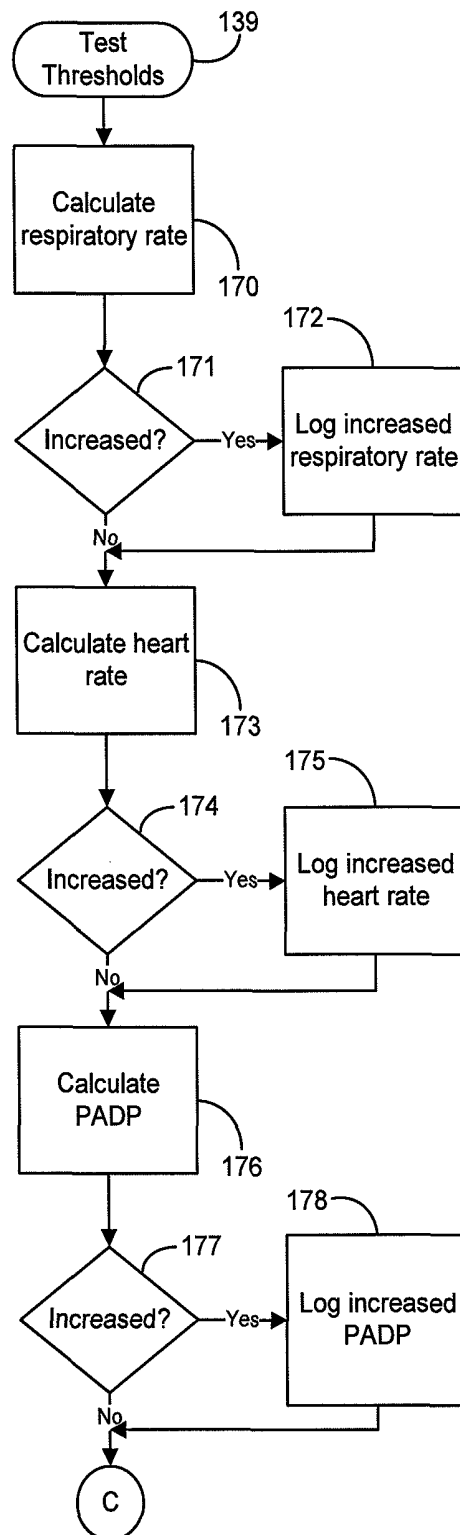 139
Test
Thresholds
Calculate
respiratory rate
170
172
171
Increased?
Yes
Log increased
respiratory rate
No
Calculate heart
rate
173
175
174
Increased?
Yes
Log increased
heart rate
No
Calculate
PADP
176
178
177
Increased?
Yes
Log increased
PADP
No
C